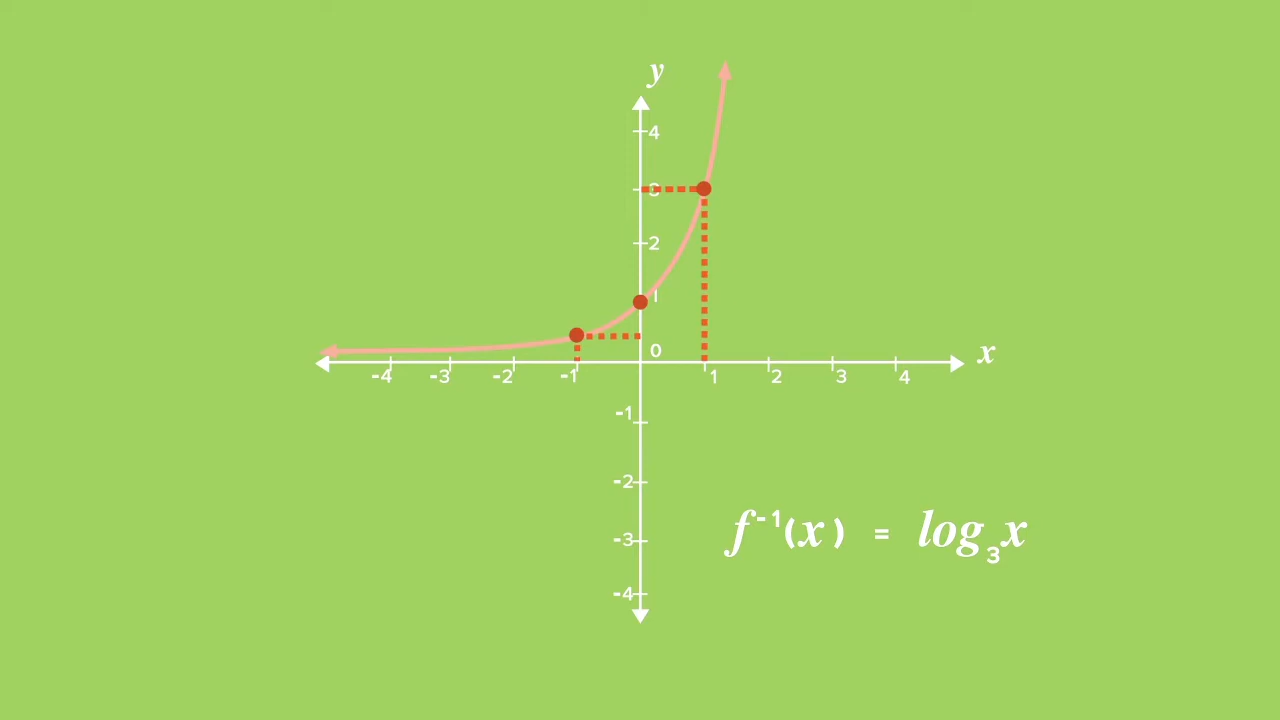 y
4
3
2
1
0
x
-4 -3 -2 -1 1 2 3 4
-1
-2
f⁻¹(x) = log₃x
-3
-4